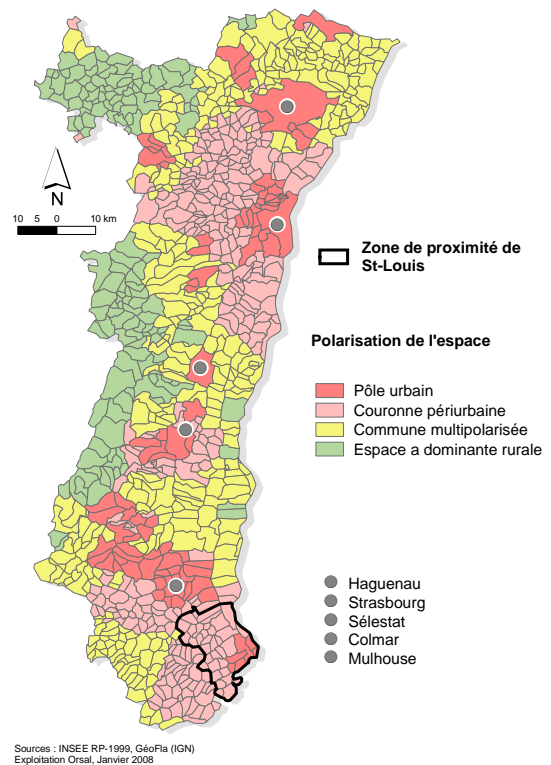 N
10 5 0 10 km
Zone de proximité de
St-Louis
Polarisation de l'espace
Pôle urbain
Couronne périurbaine
Commune multipolarisée
Espace a dominante rurale
Haguenau
Strasbourg
Sélestat
Colmar
Mulhouse
Sources : INSEE RP-1999, GéoFla (IGN)
Exploitation Orsal, Janvier 2008